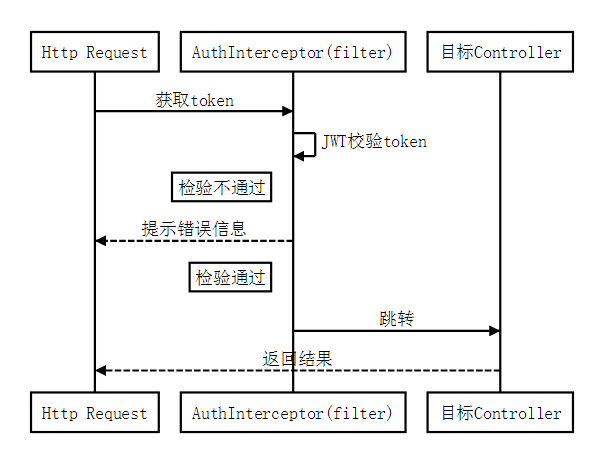 Http Request
AuthInterceptor(filter)
目标Controller
获取token
JWT校验token
检验不通过
提示错误信息
检验通过
跳转
返回结果
Http Request
AuthInterceptor(filter)
目标Controller